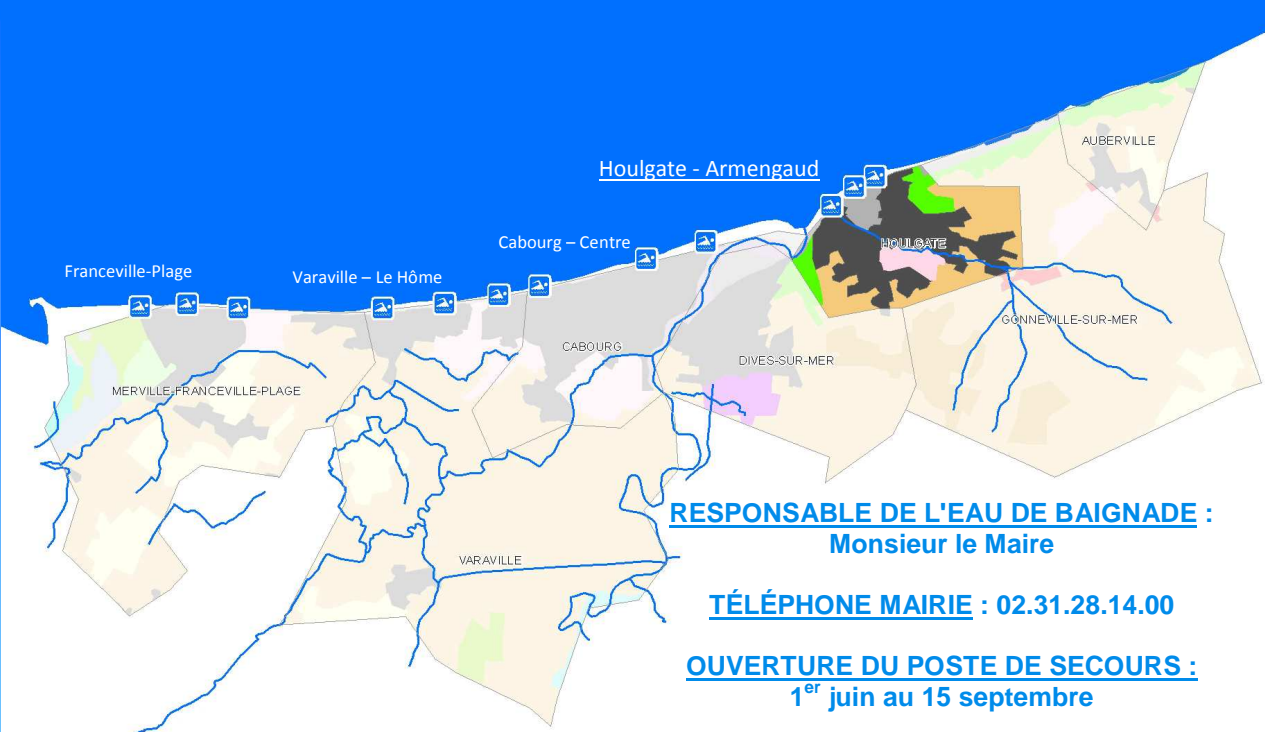 AUBERVILLE
Houlgate - Armengaud
HOULGATE
Cabourg – Centre
Franceville-Plage
Varaville – Le Hôme
GONNEVILLE-SUR-MER
CABOURG
DIVES-SUR-MER
MERVILLE-FRANCEVILLE-PLAGE
VARAVILLE
RESPONSABLE DE L'EAU DE BAIGNADE :
Monsieur le Maire
TÉLÉPHONE MAIRIE : 02.31.28.14.00
OUVERTURE DU POSTE DE SECOURS :
1er juin au 15 septembre